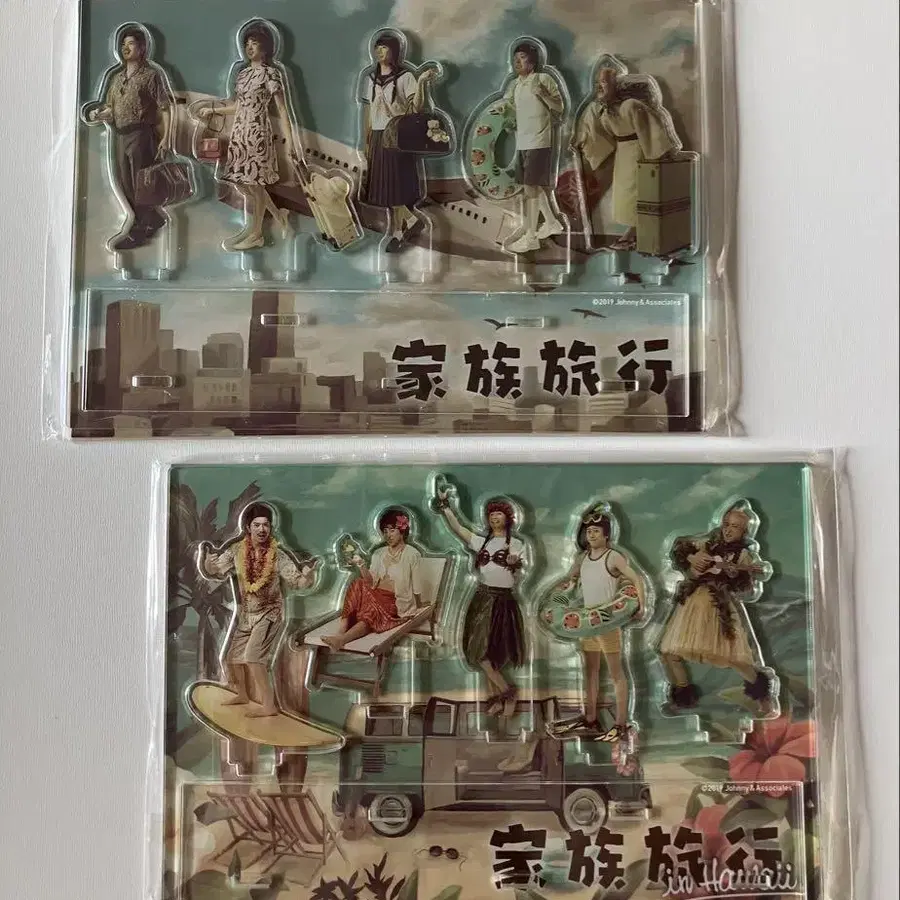 ©2019 Johnny & Associates
家族旅行
©2019 Johnny & Associates
家族旅行
in Hawaii